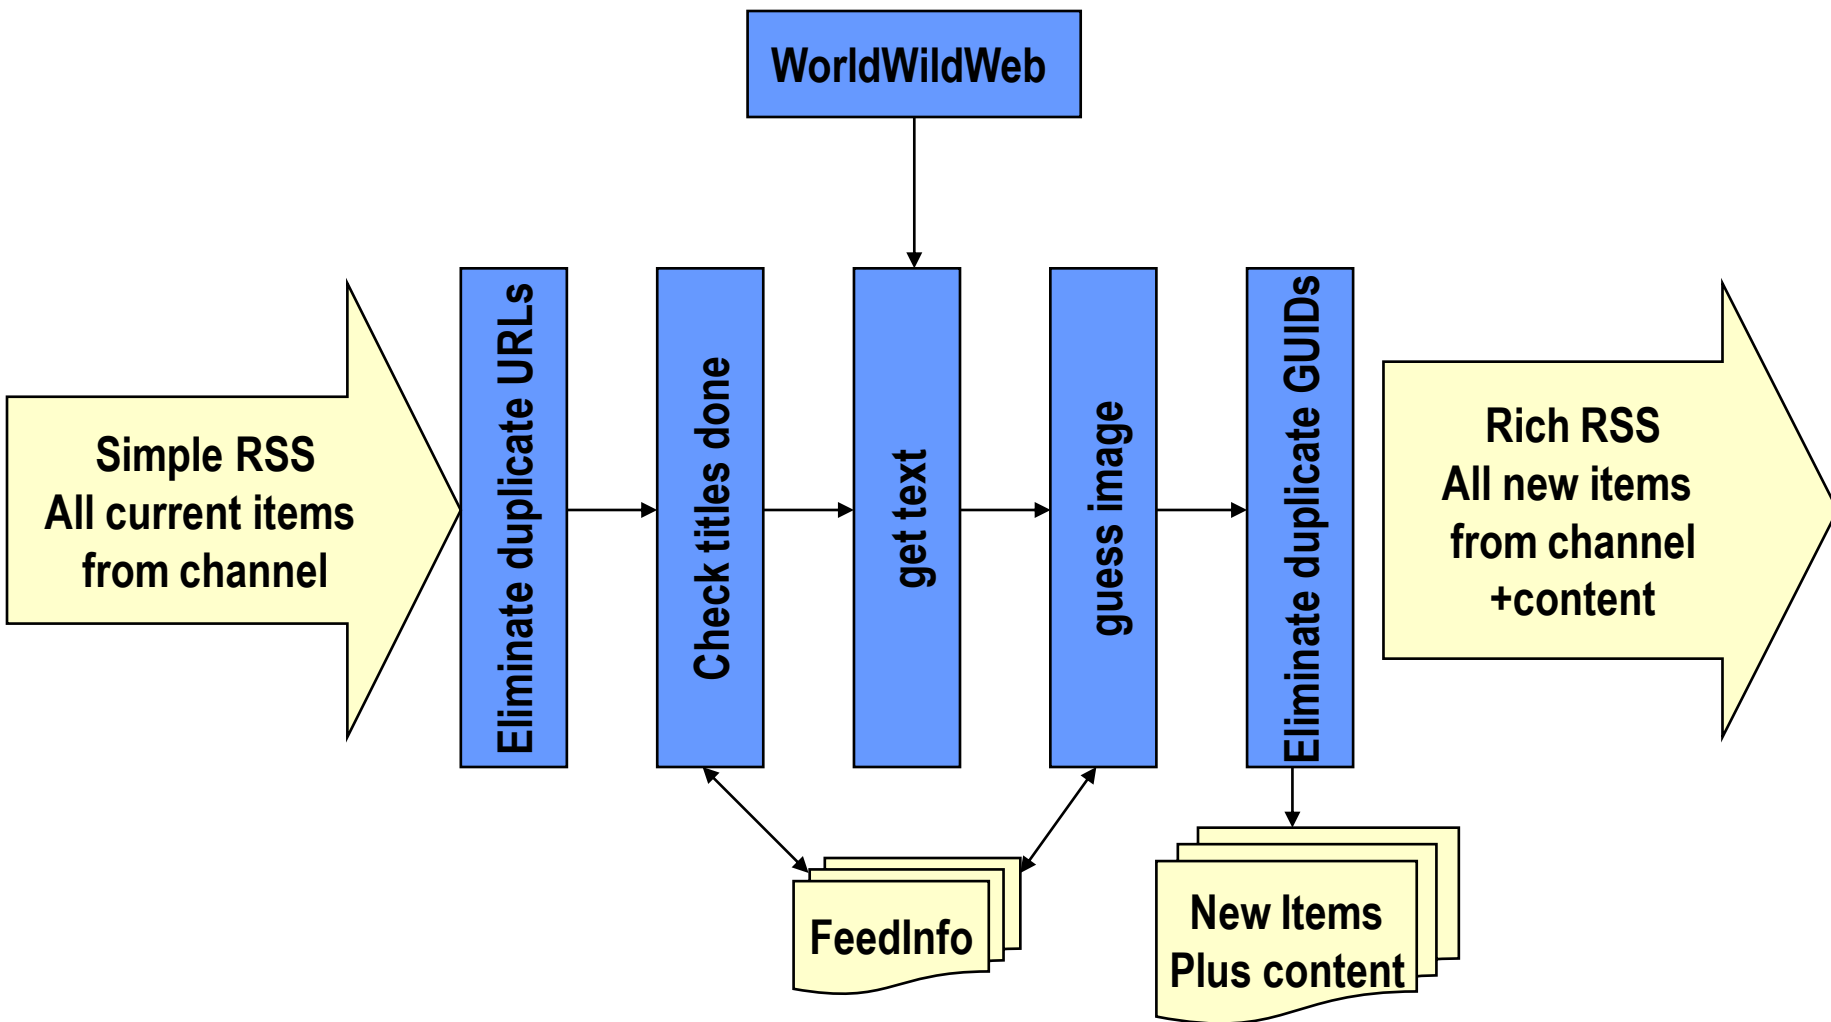 WorldWildWeb
Simple RSS
All current items
from channel
Eliminate duplicate URLs
Check titles done
get text
guess image
Eliminate duplicate GUIDs
Rich RSS
All new items
from channel
+content
FeedInfo
New Items
Plus content